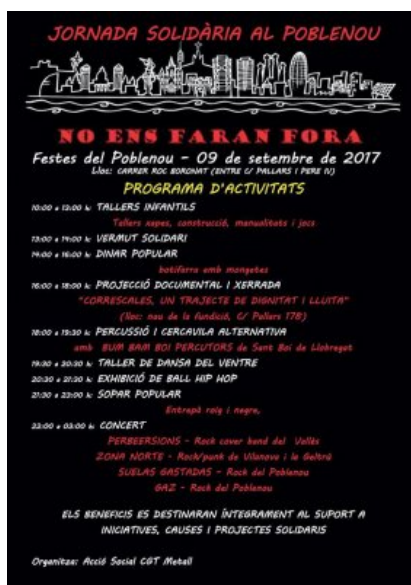 JORNADA SOLIDÀRIA AL POBLENOU
NO ENS FARAN FORA
Festes del Poblenou - 09 de setembre de 2017
Lloc: CARRER ROC BORONAT (ENTRE C/ PALLARS I PERE IV)
PROGRAMA D'ACTIVITATS
10:00 a 13:00 h: TALLERS INFANTILS
Tallers xapes, construcció, manualitats i jocs
13:00 a 14:00 h: VERMUT SOLIDARI
14:00 a 16:00 h: DINAR POPULAR
botifarra amb mongetes
16:00 a 18:00 h: PROJECCIÓ DOCUMENTAL I XERRADA
"CORRESCALES, UN TRAJECTE DE DIGNITAT I LLUITA"
(lloc: nau de la fundició, C/ Pallars 178)
18:00 a 19:30 h: PERCUSSIÓ I CERCAVILA ALTERNATIVA
amb BUM BAM BOI PERCUTORS de Sant Boi de Llobregat
19:30 a 20:30 h: TALLER DE DANSA DEL VENTRE
20:30 a 21:30 h: EXHIBICIÓ DE BALL HIP HOP
21:30 a 23:00 h: SOPAR POPULAR
Entrepà roig i negre,
23:00 a 03:00 h: CONCERT
PERBEERSIONS - Rock cover band del Vallès
ZONA NORTE - Rock/punk de Vilanova i la Geltrú
SUELAS GASTADAS - Rock del Poblenou
GAZ - Rock del Poblenou
ELS BENEFICIS ES DESTINARAN ÍNTEGRAMENT AL SUPORT A
INICIATIVES, CAUSES I PROJECTES SOLIDARIS
Organitza: Acció Social CGT Metall